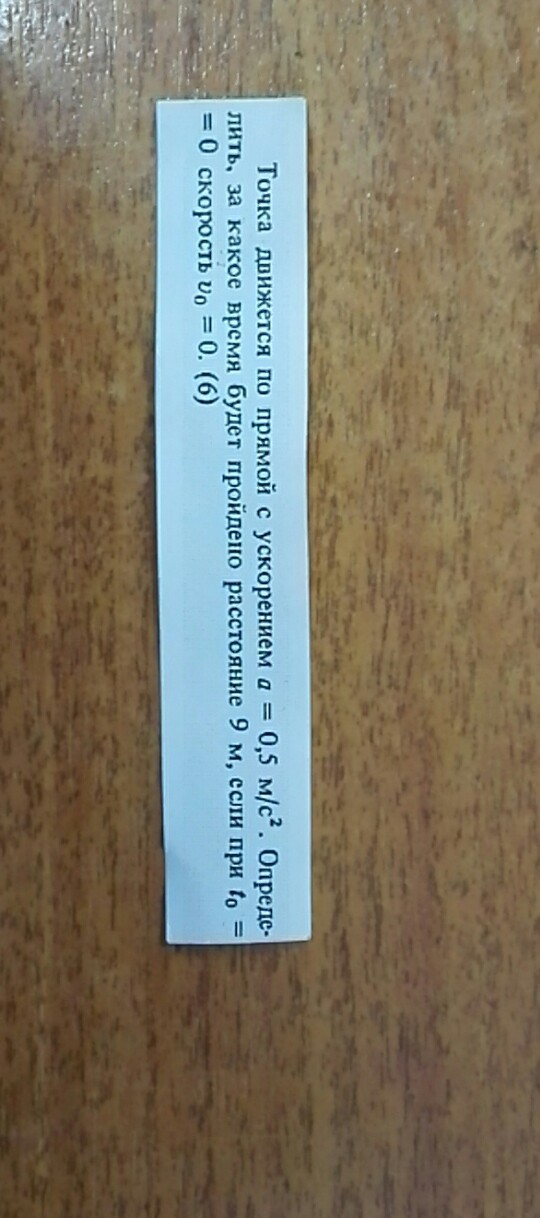 Точка движется по прямой с ускорением a = 0,5 м/с². Опреде-
лить, за какое время будет пройдено расстояние 9 м, если при t₀ =
= 0 скорость v₀ = 0. (6)